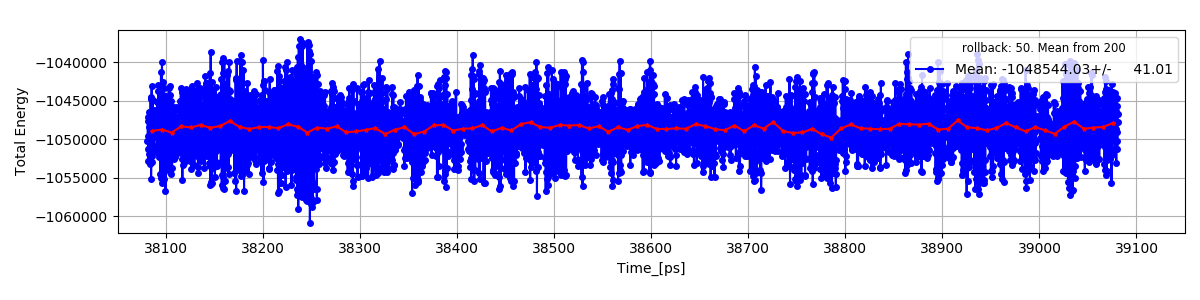 Total Energy
−1040000
−1045000
−1050000
−1055000
−1060000
rollback: 50. Mean from 200
Mean: -1048544.03+/- 41.01
38100 38200 38300 38400 38500 38600 38700 38800 38900 39000 39100
Time_[ps]